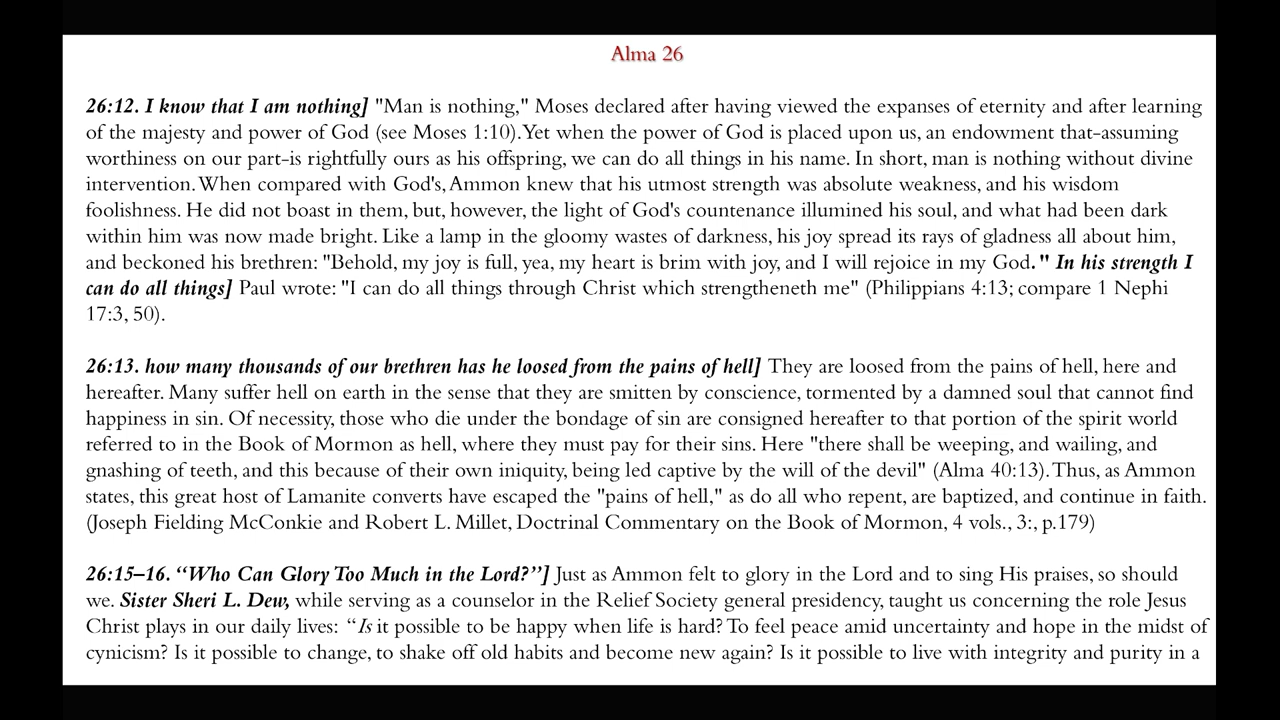 Alma 26
26:12. I know that I am nothing] "Man is nothing," Moses declared after having viewed the expanses of eternity and after learning
of the majesty and power of God (see Moses 1:10). Yet when the power of God is placed upon us, an endowment that-assuming
worthiness on our part-is rightfully ours as his offspring, we can do all things in his name. In short, man is nothing without divine
intervention. When compared with God's, Ammon knew that his utmost strength was absolute weakness, and his wisdom
foolishness. He did not boast in them, but, however, the light of God's countenance illumined his soul, and what had been dark
within him was now made bright. Like a lamp in the gloomy wastes of darkness, his joy spread its rays of gladness all about him,
and beckoned his brethren: "Behold, my joy is full, yea, my heart is brim with joy, and I will rejoice in my God." In his strength I
can do all things] Paul wrote: "I can do all things through Christ which strengtheneth me" (Philippians 4:13; compare 1 Nephi
17:3, 50).
26:13. how many thousands of our brethren has he loosed from the pains of hell] They are loosed from the pains of hell, here and
hereafter. Many suffer hell on earth in the sense that they are smitten by conscience, tormented by a damned soul that cannot find
happiness in sin. Of necessity, those who die under the bondage of sin are consigned hereafter to that portion of the spirit world
referred to in the Book of Mormon as hell, where they must pay for their sins. Here "there shall be weeping, and wailing, and
gnashing of teeth, and this because of their own iniquity, being led captive by the will of the devil" (Alma 40:13). Thus, as Ammon
states, this great host of Lamanite converts have escaped the "pains of hell," as do all who repent, are baptized, and continue in faith.
(Joseph Fielding McConkie and Robert L. Millet, Doctrinal Commentary on the Book of Mormon, 4 vols., 3:, p.179)
26:15–16. “Who Can Glory Too Much in the Lord?”] Just as Ammon felt to glory in the Lord and to sing His praises, so should
we. Sister Sheri L. Dew, while serving as a counselor in the Relief Society general presidency, taught us concerning the role Jesus
Christ plays in our daily lives: “Is it possible to be happy when life is hard? To feel peace amid uncertainty and hope in the midst of
cynicism? Is it possible to change, to shake off old habits and become new again? Is it possible to live with integrity and purity in a